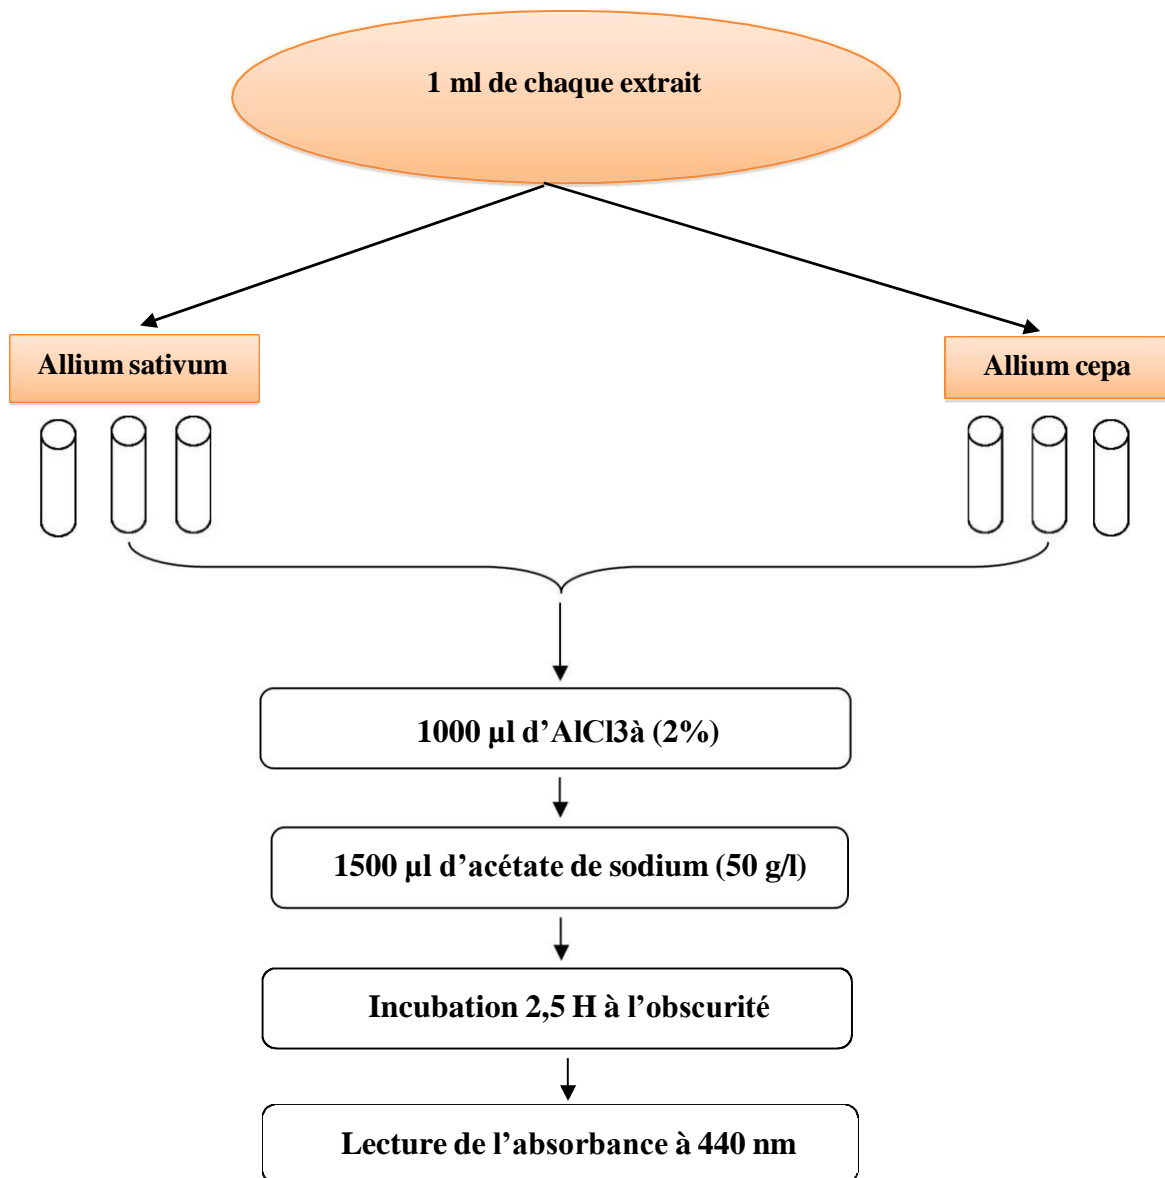 1 ml de chaque extrait
Allium sativum
Allium cepa
1000 µl d’AlCl3à (2%)
1500 µl d’acétate de sodium (50 g/l)
Incubation 2,5 H à l’obscurité
Lecture de l’absorbance à 440 nm